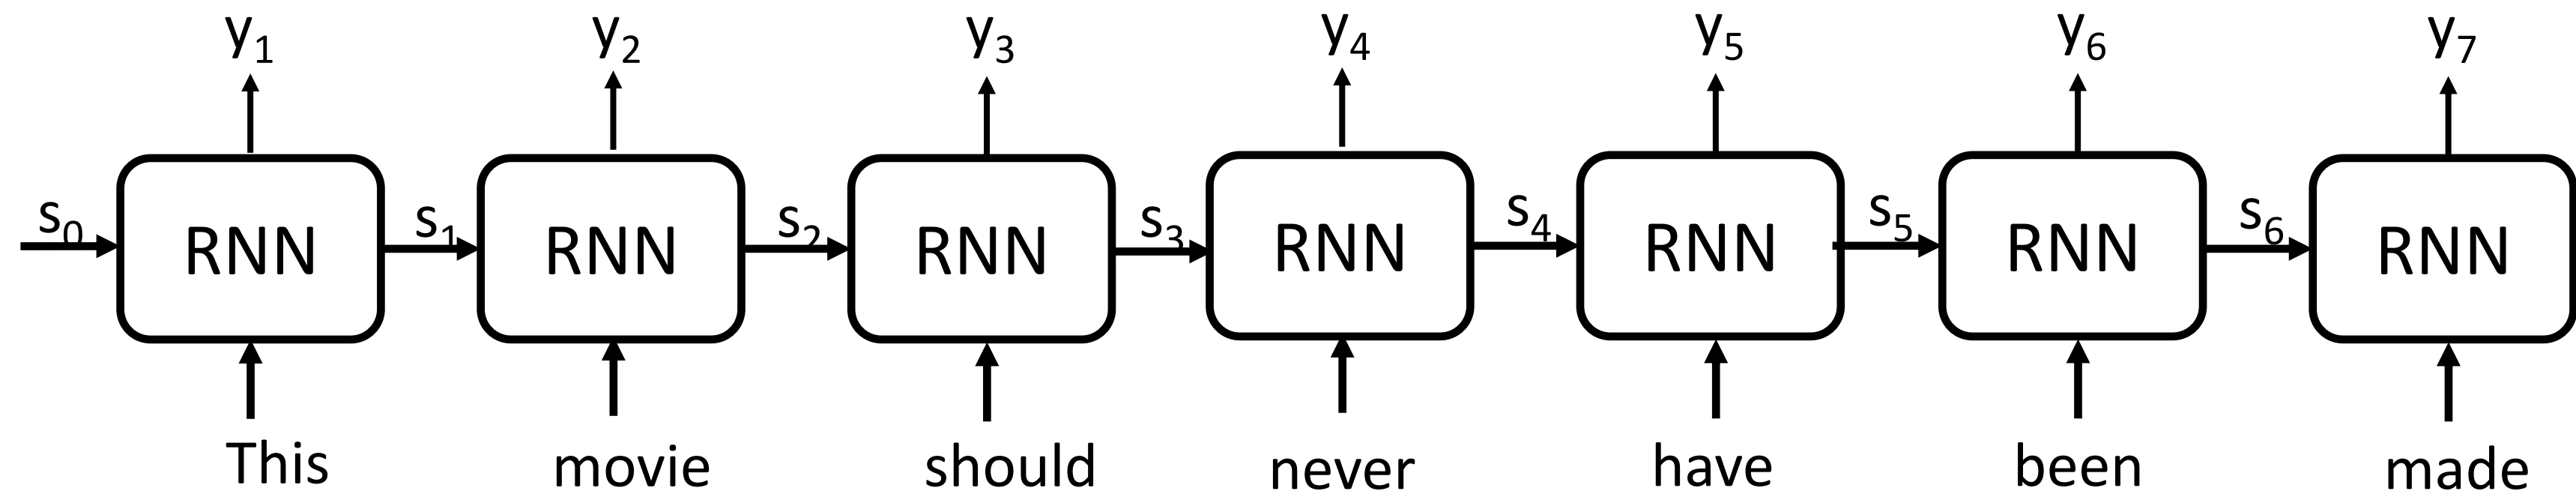 y1 y2 y3 y4 y5 y6 y7
s0 RNN s1 RNN s2 RNN s3 RNN s4 RNN s5 RNN s6 RNN
This movie should never have been made